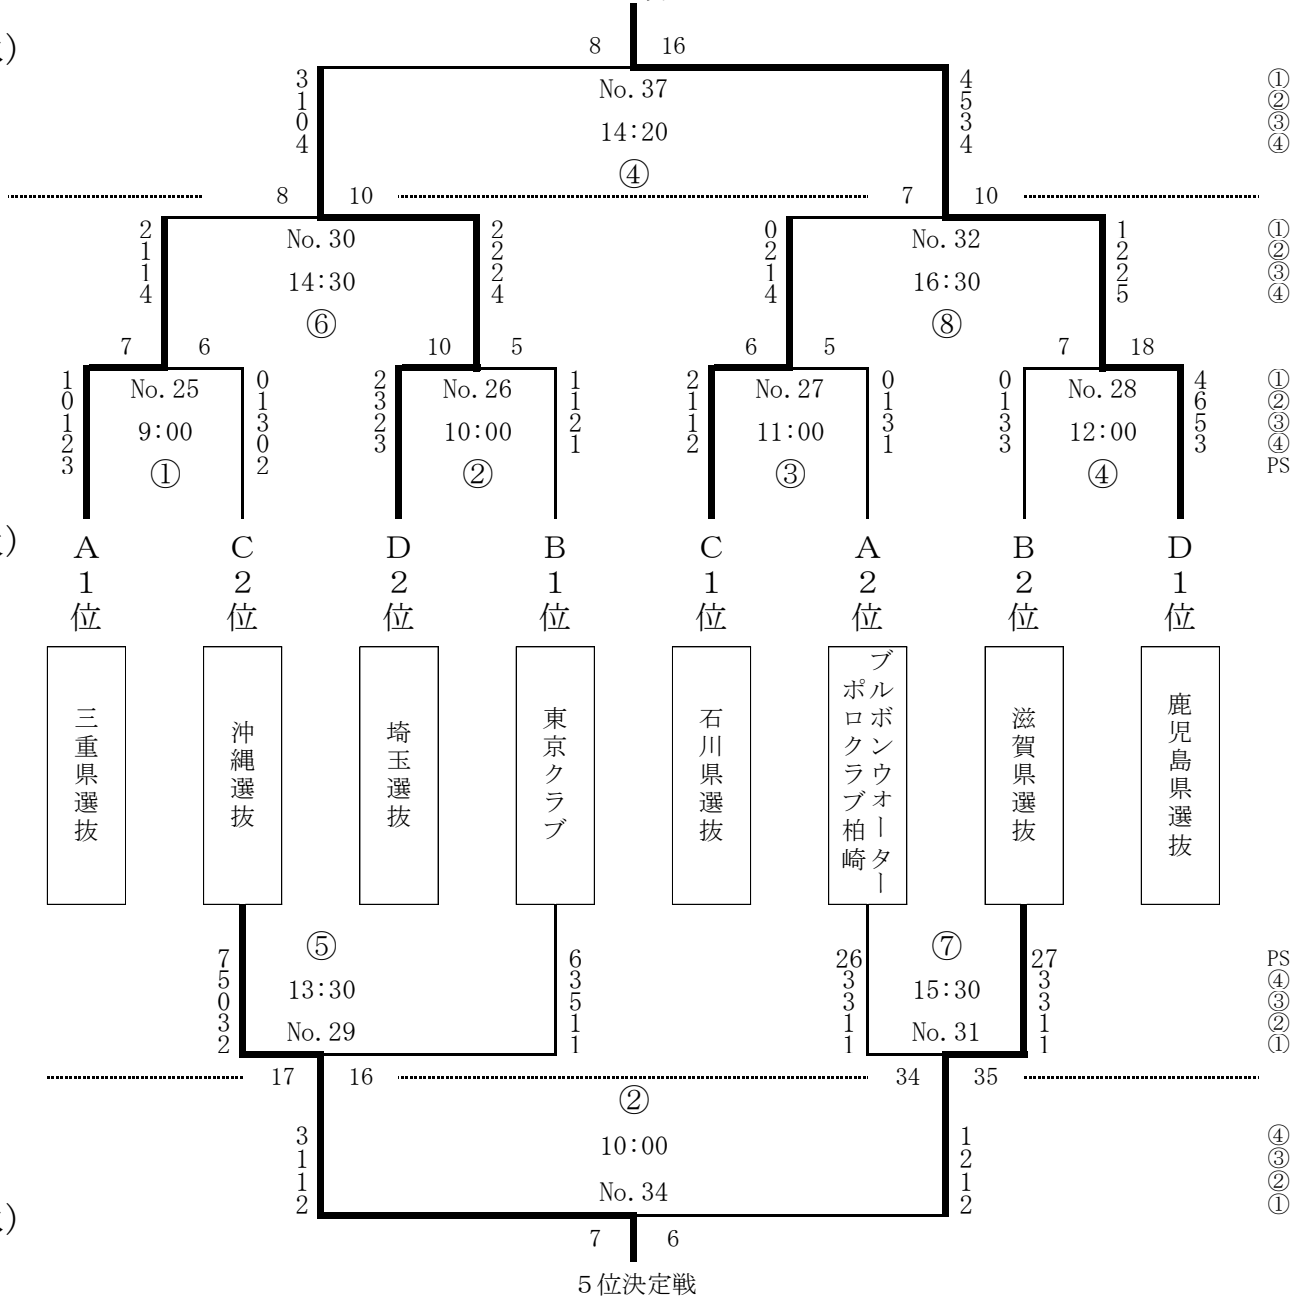 8 16
3 No.37 4 ①
1 5 ②
0 14:20 3 ③
4 4 ④
④
8 10 7 10
2 No.30 2 0 No.32 1 ①
1 2 2 2 ②
1 14:30 2 1 16:30 2 ③
4 4 4 5 ④
⑥ ⑧
7 6 10 5 6 5 7 18
1 No.25 0 2 No.26 1 2 No.27 0 0 No.28 4 ①
0 1 3 1 1 1 1 6 ②
1 9:00 3 2 10:00 2 1 11:00 3 3 12:00 5 ③
2 0 3 1 2 1 3 3 ④
3 ① 2 ② ③ ④ PS
)
A1位 C2位 D2位 B1位 C1位 A2位 B2位 D1位
三重県選抜
沖縄選抜
埼玉選抜
東京クラブ
石川県選抜
ブルボンウオーター
ポロクラブ柏崎
滋賀県選抜
鹿児島県選抜
⑤ ⑦
7 6 26 27 PS
5 13:30 3 3 15:30 3 ④
0 5 3 3 ③
3 No.29 1 1 No.31 1 ②
2 1 1 1 ①
17 16 34 35
②
3 10:00 1 ④
1 2 ③
1 No.34 1 ②
2 2 ①
)
7 6
5位決定戦